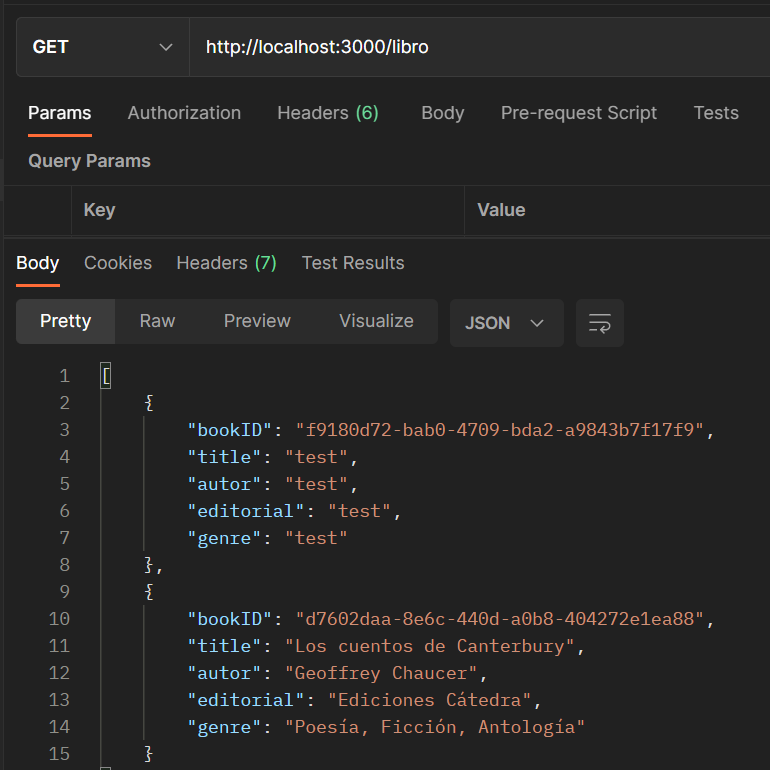 GET http://localhost:3000/libro
Params Authorization Headers (6) Body Pre-request Script Tests
Query Params
Key Value
Body Cookies Headers (7) Test Results
Pretty Raw Preview Visualize JSON
1 [
2 {
3 "bookID": "f9180d72-bab0-4709-bda2-a9843b7f17f9",
4 "title": "test",
5 "autor": "test",
6 "editorial": "test",
7 "genre": "test"
8 },
9 {
10 "bookID": "d7602daa-8e6c-440d-a0b8-404272e1ea88",
11 "title": "Los cuentos de Canterbury",
12 "autor": "Geoffrey Chaucer",
13 "editorial": "Ediciones Cátedra",
14 "genre": "Poesía, Ficción, Antología"
15 }